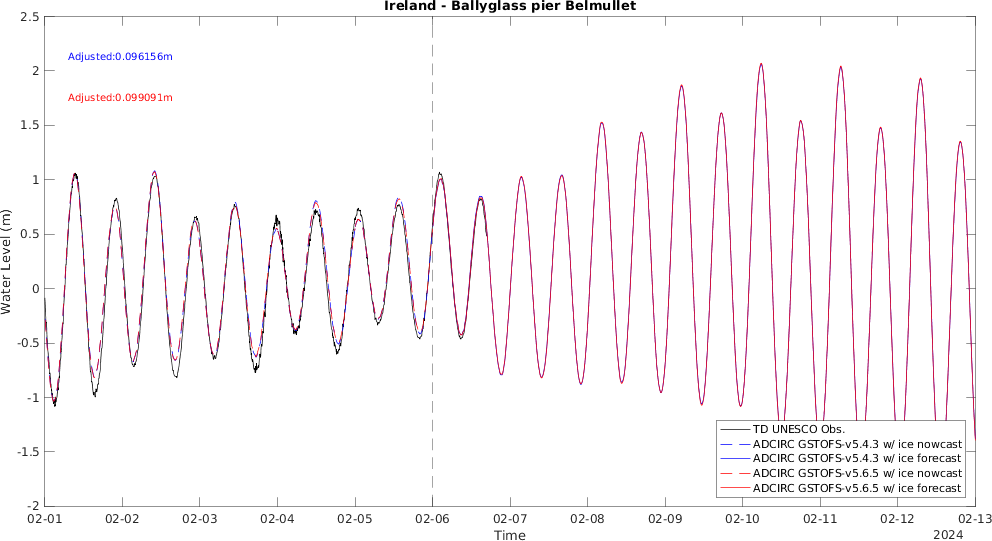 Ireland - Ballyglass pier Belmullet
Adjusted:0.096156m
Adjusted:0.099091m
Water Level (m)
2.5
2
1.5
1
0.5
0
-0.5
-1
-1.5
-2
TD UNESCO Obs.
ADCIRC GSTOFS-v5.4.3 w/ ice nowcast
ADCIRC GSTOFS-v5.4.3 w/ ice forecast
ADCIRC GSTOFS-v5.6.5 w/ ice nowcast
ADCIRC GSTOFS-v5.6.5 w/ ice forecast
02-01 02-02 02-03 02-04 02-05 02-06 02-07 02-08 02-09 02-10 02-11 02-12 02-13
Time
2024